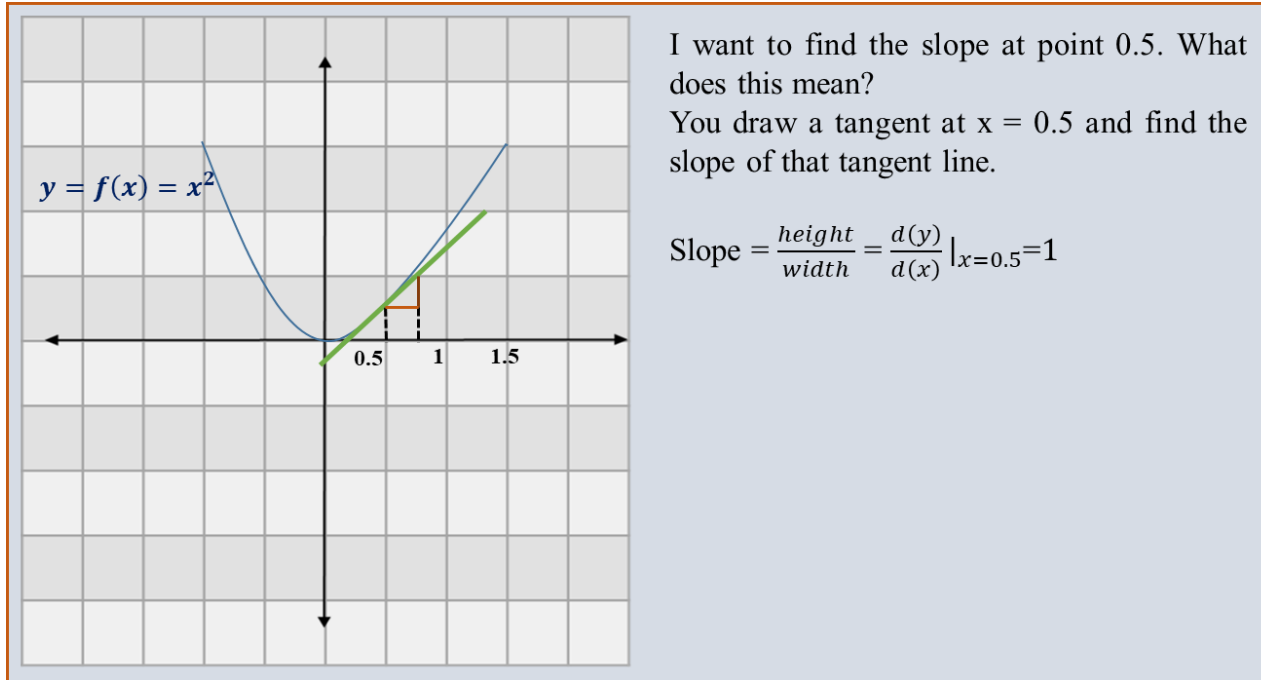 I want to find the slope at point 0.5. What
does this mean?
You draw a tangent at x = 0.5 and find the
slope of that tangent line.
y = f(x) = x²
Slope = height/width = d(y)/d(x) |x=0.5=1
0.5 1 1.5